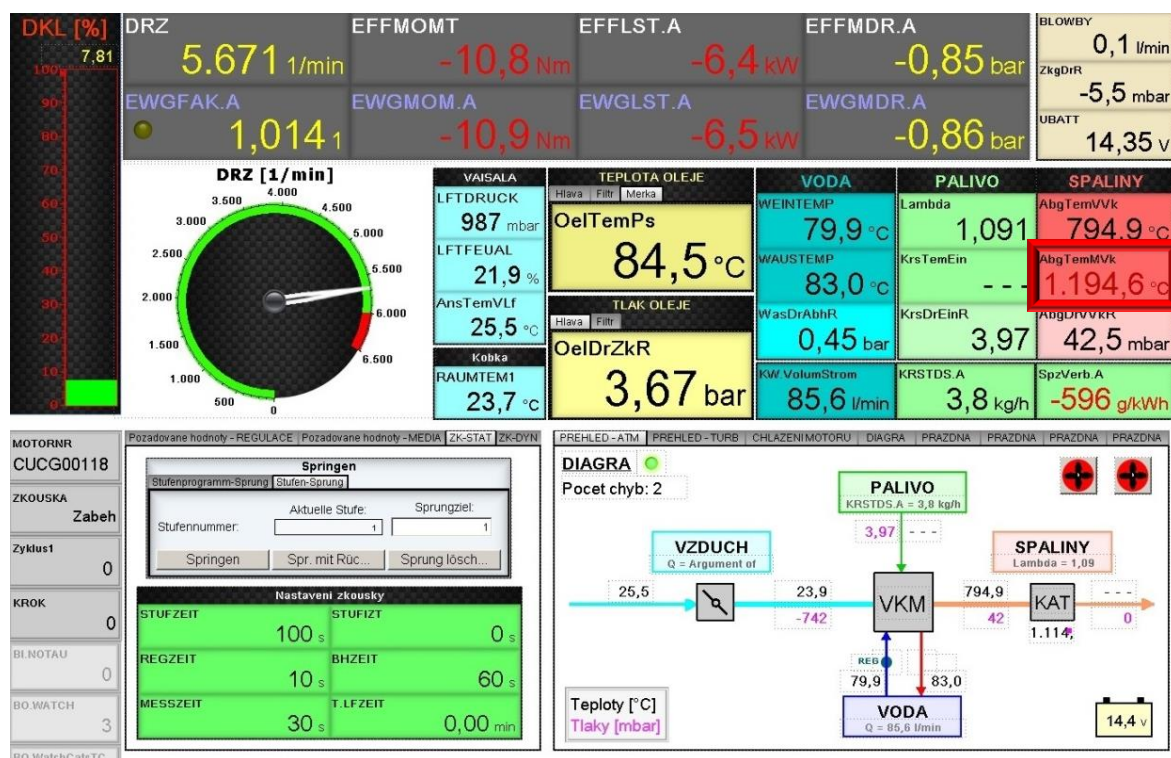 DKL [%]
7,81
100
90
80
70
60
50
40
30
20
10
0
DRZ
5.671 1/min
EFFMOMT
-10,8 Nm
EFFLST.A
-6,4 kW
EFFMDR.A
-0,85 bar
EWGFAK.A
1,014 1
EWGMOM.A
-10,9 Nm
EWGLST.A
-6,5 kW
EWGMDR.A
-0,86 bar
BLOWBY
0,1 l/min
ZkgDrR
-5,5 mbar
UBATT
14,35 V
DRZ [1/min]
0
500
1.000
1.500
2.000
2.500
3.000
3.500
4.000
4.500
5.000
5.500
6.000
6.500
VAISALA
LFTDRUCK
987 mbar
LFTFEUAL
21,9 %
AnsTemVLf
25,5 °C
Kobka
RAUMTEM1
23,7 °C
TEPLOTA OLEJE
Hlava Filtr Merka
OelTemPs
84,5 °C
TLAK OLEJE
Hlava Filtr
OelDrZkR
3,67 bar
VODA
WEINTEMP
79,9 °C
WAUSTEMP
83,0 °C
WasDrAbhR
0,45 bar
KW.VolumStrom
85,6 l/min
PALIVO
Lambda
1,091
KrsTemEin
- - -
KrsDrEinR
3,97
KRSTDS.A
3,8 kg/h
SPALINY
AbgTemVVk
794,9 °C
AbgTemMVk
1.194,6 °C
AbgDrVVkR
42,5 mbar
SpzVerb.A
-596 g/kWh
MOTORNR
CUCG00118
ZKOUSKA
Zabeh
Zyklus1
0
KROK
0
BI.NOTAU
0
BO.WATCH
3
Pozadovane hodnoty - REGULACE Pozadovane hodnoty - MEDIA ZK-STAT ZK-DYN
Springen
Stufenprogramm-Sprung Stufen-Sprung
Aktuelle Stufe: Sprungziel:
Stufennummer: 1 1
Springen Spr. mit Rüc... Sprung lösch...
Nastaveni zkousky
STUFZEIT
100 s
STUFIZT
0 s
REGZEIT
10 s
BHZEIT
60 s
MESSZEIT
30 s
T.LFZEIT
0,00 min
PREHLED - ATM PREHLED - TURB CHLAZENI MOTORU DIAGRA PRAZDNA PRAZDNA PRAZDNA PRAZDNA
DIAGRA
Pocet chyb: 2
PALIVO
KRSTDS.A = 3,8 kg/h
3,97 - - -
VZDUCH
Q = Argument of
SPALINY
Lambda = 1,09
25,5
23,9
-742
VKM
794,9
42
KAT
1.114,
- - -
0
REG
79,9
83,0
VODA
Q = 85,6 l/min
Teploty [°C]
Tlaky [mbar]
14,4 V